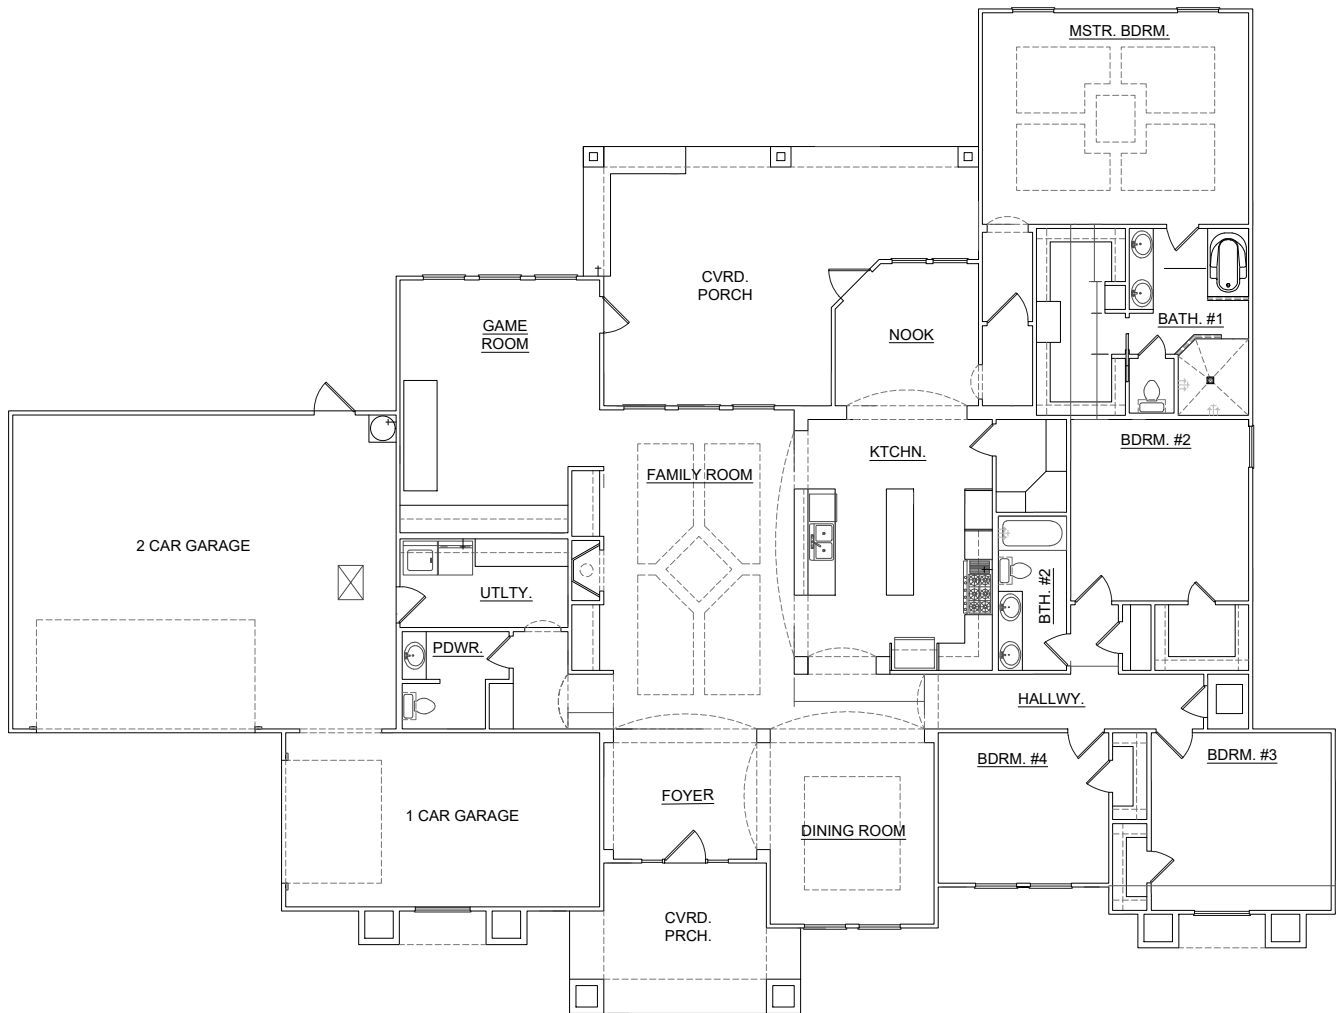 MSTR. BDRM.
CVRD.
PORCH
GAME
ROOM
NOOK
BATH. #1
BDRM. #2
KTCHN.
FAMILY ROOM
2 CAR GARAGE
UTLTY.
BTH. #2
PDWR.
HALLWY.
BDRM. #4
BDRM. #3
FOYER
1 CAR GARAGE
DINING ROOM
CVRD.
PRCH.